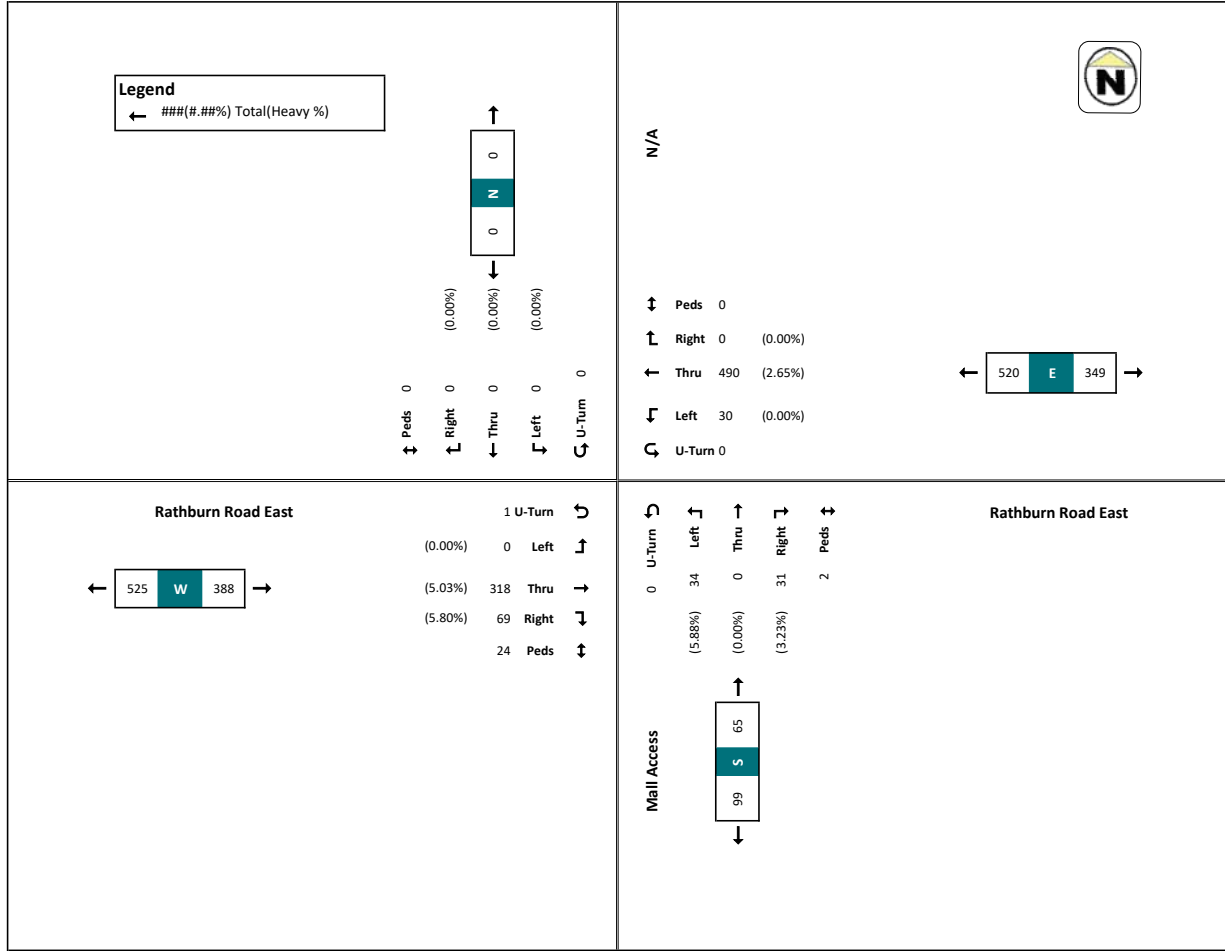 Legend
###(#.##%) Total(Heavy %)
0
N
0
(0.00%)
(0.00%)
(0.00%)
0
0
0
0
0
Peds
Right
Thru
Left
U-Turn
N
N/A
Peds 0
Right 0 (0.00%)
Thru 490 (2.65%)
Left 30 (0.00%)
U-Turn 0
520 E 349
Rathburn Road East
525 W 388
1 U-Turn
(0.00%) 0 Left
(5.03%) 318 Thru
(5.80%) 69 Right
24 Peds
Rathburn Road East
U-Turn
Left
Thru
Right
Peds
0
34
0
31
2
(5.88%)
(0.00%)
(3.23%)
Mall Access
65
S
99